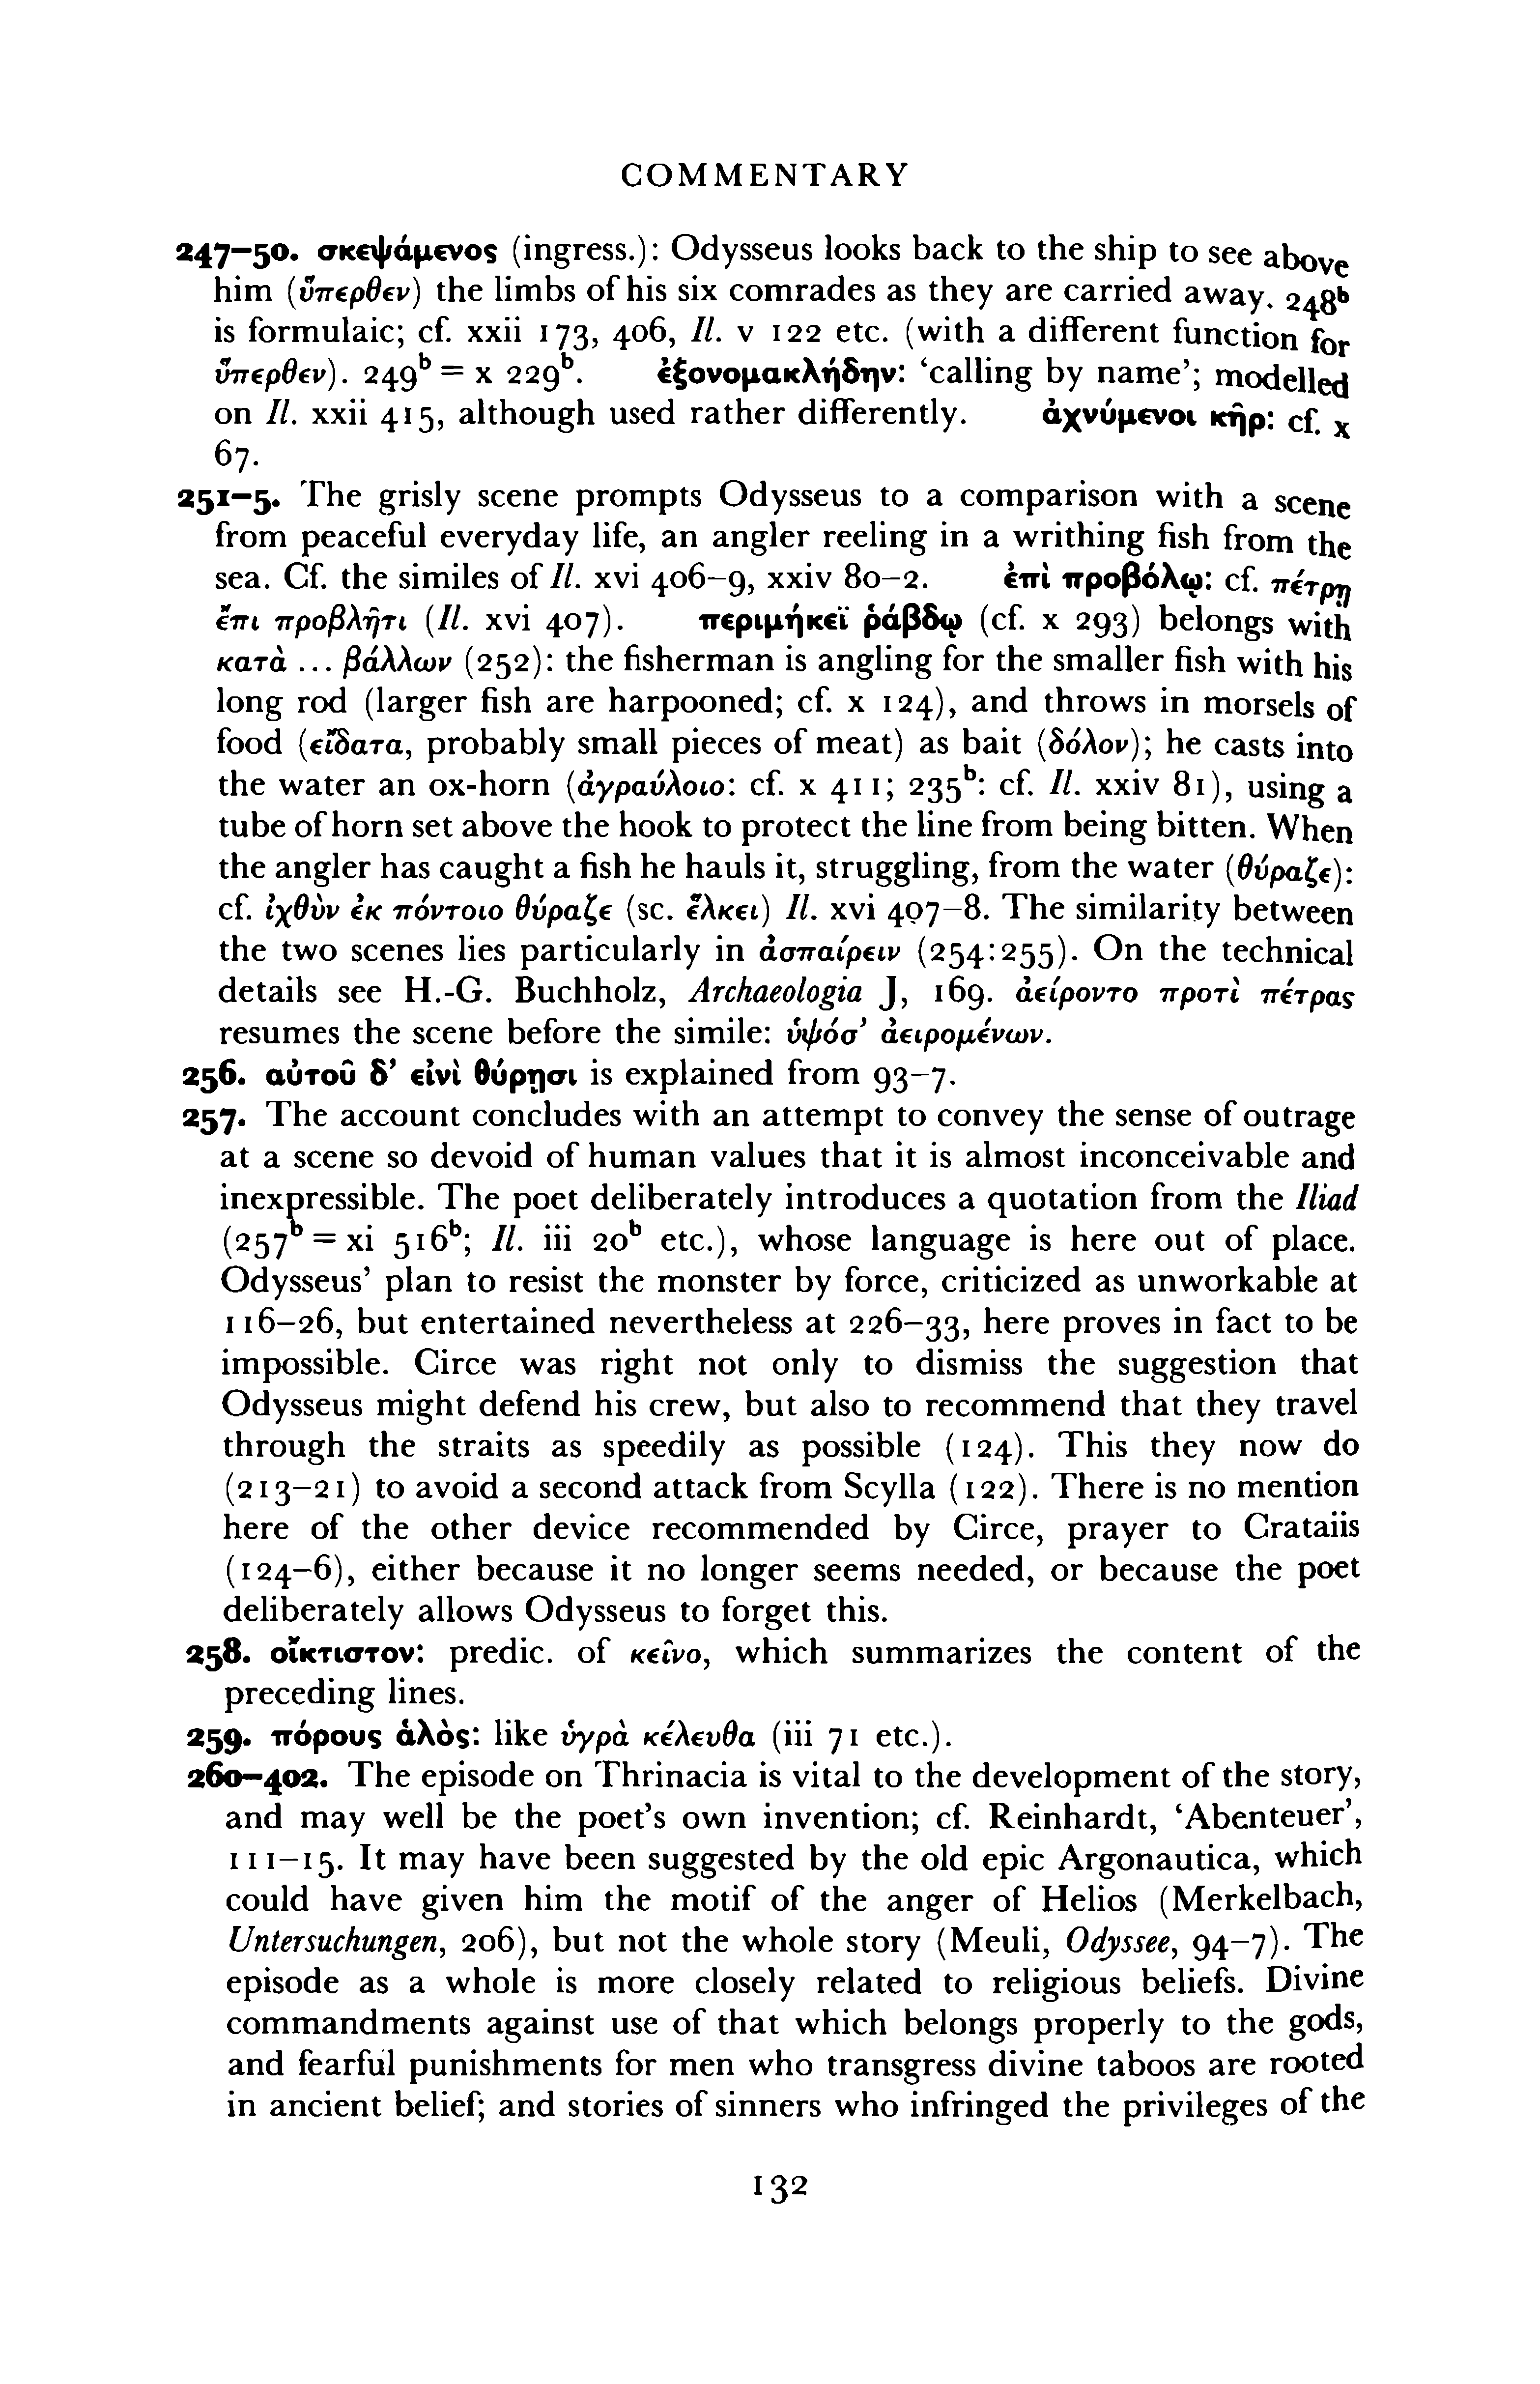 COMMENTARY
247–50. σκεψάμενος (ingress.): Odysseus looks back to the ship to see above
him (ὕπερθεν) the limbs of his six comrades as they are carried away. 248ᵇ
is formulaic; cf. xxii 173, 406, Il. v 122 etc. (with a different function for
ὕπερθεν). 249ᵇ = x 229ᵇ. ἐξονομακλήδην: ‘calling by name’; modelled
on Il. xxii 415, although used rather differently. ἀχνύμενοι κῆρ: cf. x
67.
251–5. The grisly scene prompts Odysseus to a comparison with a scene
from peaceful everyday life, an angler reeling in a writhing fish from the
sea. Cf. the similes of Il. xvi 406–9, xxiv 80–2. ἐπὶ προβόλῳ: cf. πέτρῃ
ἔπι προβλῆτι (Il. xvi 407). περιμήκεϊ ῥάβδῳ (cf. x 293) belongs with
κατὰ ... βάλλων (252): the fisherman is angling for the smaller fish with his
long rod (larger fish are harpooned; cf. x 124), and throws in morsels of
food (εἴδατα, probably small pieces of meat) as bait (δόλον); he casts into
the water an ox-horn (ἀγραύλοιο: cf. x 411; 235ᵇ: cf. Il. xxiv 81), using a
tube of horn set above the hook to protect the line from being bitten. When
the angler has caught a fish he hauls it, struggling, from the water (θύραζε):
cf. ἰχθὺν ἐκ πόντοιο θύραζε (sc. ἕλκει) Il. xvi 407–8. The similarity between
the two scenes lies particularly in ἀσπαίρειν (254:255). On the technical
details see H.-G. Buchholz, Archaeologia J, 169. ἀείροντο προτὶ πέτρας
resumes the scene before the simile: ὑψόσ’ ἀειρομένων.
256. αὐτοῦ δ’ εἰνὶ θύρῃσι is explained from 93–7.
257. The account concludes with an attempt to convey the sense of outrage
at a scene so devoid of human values that it is almost inconceivable and
inexpressible. The poet deliberately introduces a quotation from the Iliad
(257ᵇ = xi 516ᵇ; Il. iii 20ᵇ etc.), whose language is here out of place.
Odysseus’ plan to resist the monster by force, criticized as unworkable at
116–26, but entertained nevertheless at 226–33, here proves in fact to be
impossible. Circe was right not only to dismiss the suggestion that
Odysseus might defend his crew, but also to recommend that they travel
through the straits as speedily as possible (124). This they now do
(213–21) to avoid a second attack from Scylla (122). There is no mention
here of the other device recommended by Circe, prayer to Crataiis
(124–6), either because it no longer seems needed, or because the poet
deliberately allows Odysseus to forget this.
258. οἴκτιστον: predic. of κεῖνο, which summarizes the content of the
preceding lines.
259. πόρους ἁλὸς: like ὑγρὰ κέλευθα (iii 71 etc.).
260–402. The episode on Thrinacia is vital to the development of the story,
and may well be the poet’s own invention; cf. Reinhardt, ‘Abenteuer’,
111–15. It may have been suggested by the old epic Argonautica, which
could have given him the motif of the anger of Helios (Merkelbach,
Untersuchungen, 206), but not the whole story (Meuli, Odyssee, 94–7). The
episode as a whole is more closely related to religious beliefs. Divine
commandments against use of that which belongs properly to the gods,
and fearful punishments for men who transgress divine taboos are rooted
in ancient belief; and stories of sinners who infringed the privileges of the
132